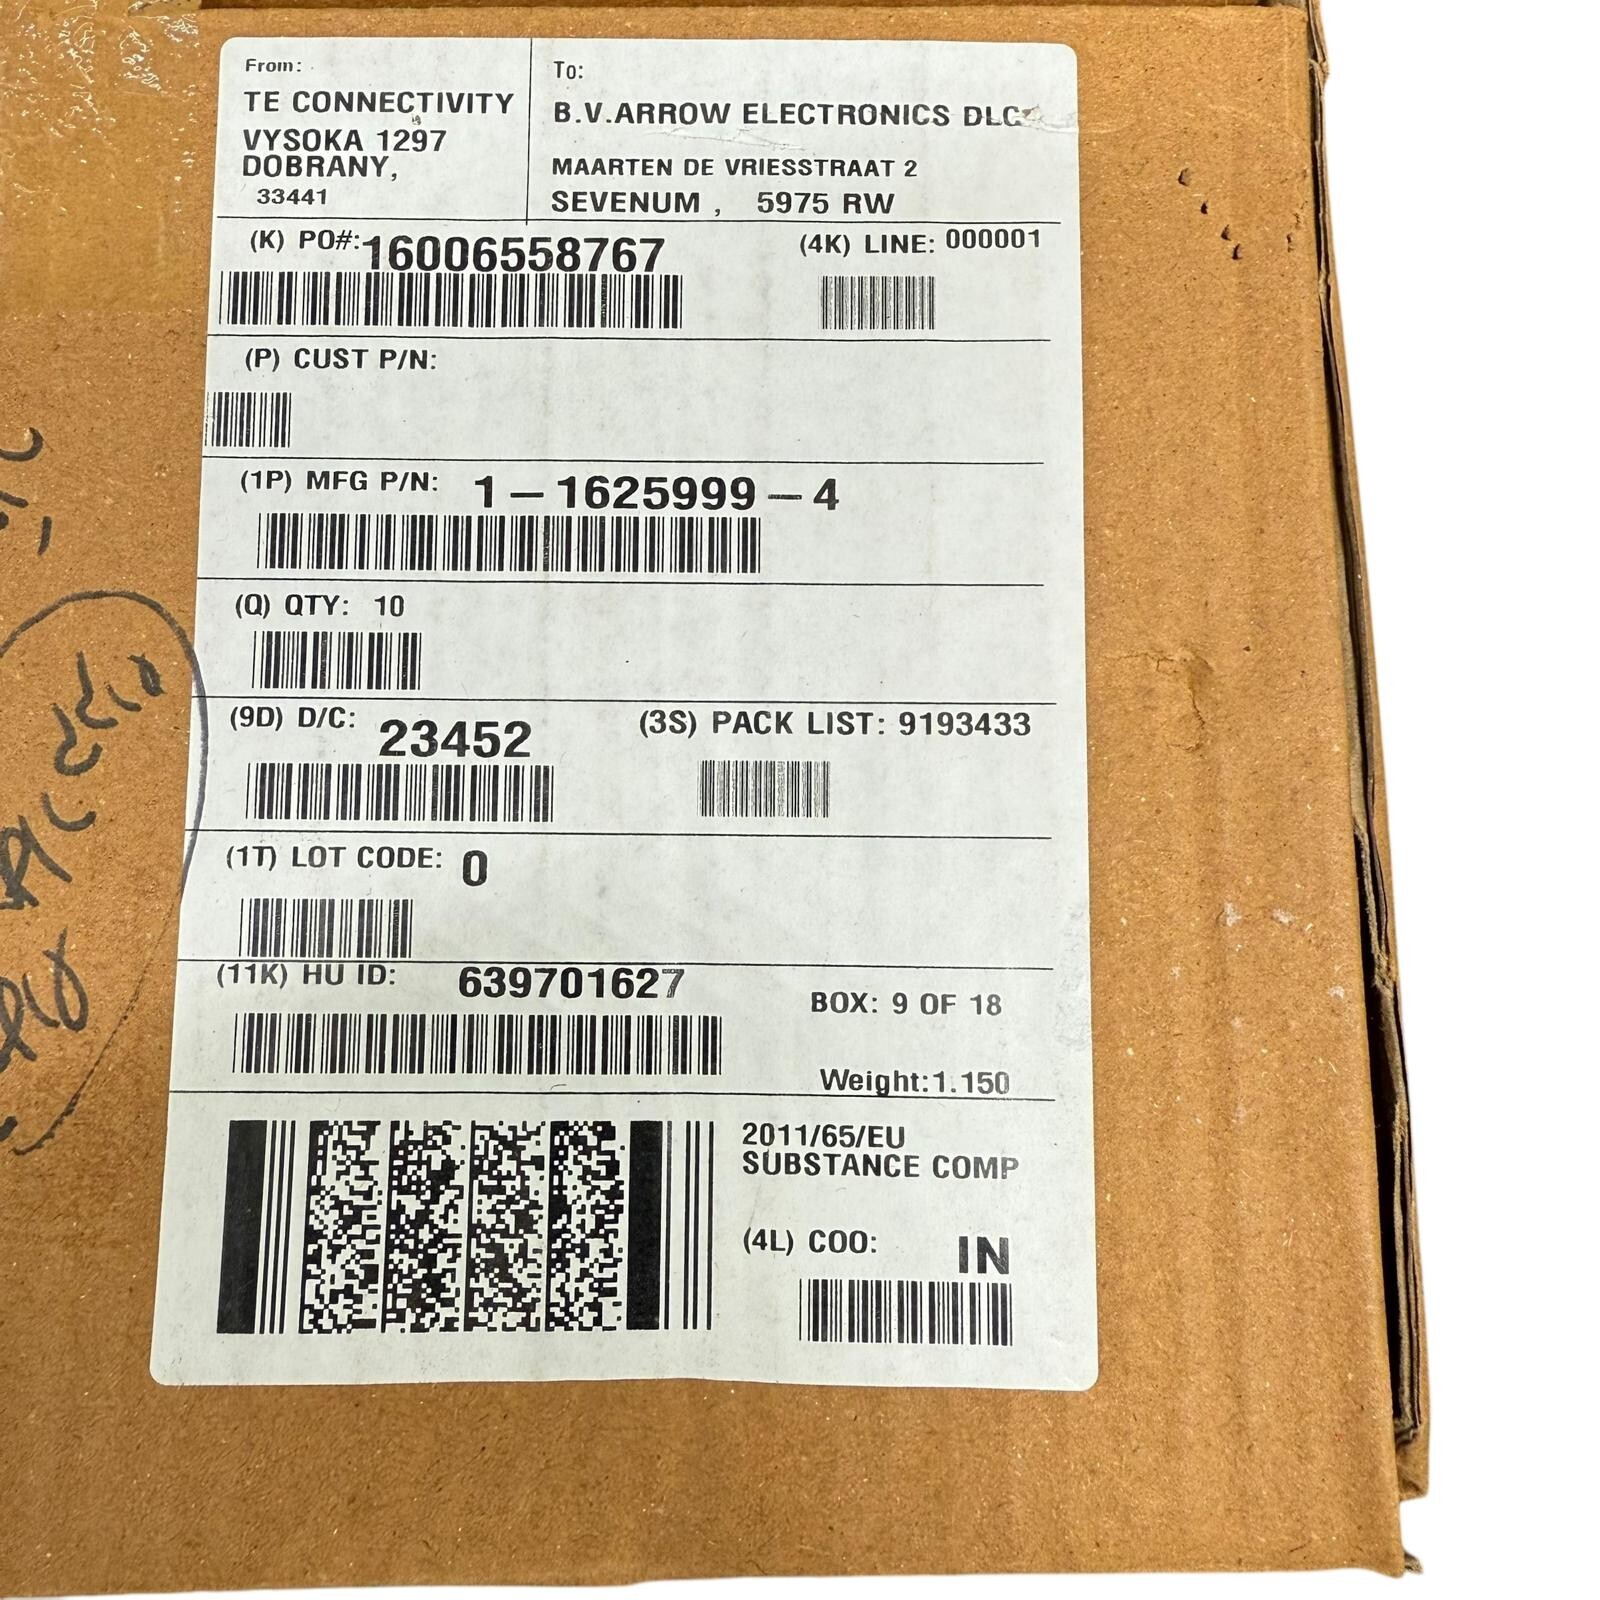 From:
TE CONNECTIVITY
VYSOKA 1297
DOBRANY,
33441
To:
B.V.ARROW ELECTRONICS DLC
MAARTEN DE VRIESSTRAAT 2
SEVENUM , 5975 RW
(K) PO#:16006558767
(4K) LINE: 000001
(P) CUST P/N:
(1P) MFG P/N: 1-1625999-4
(Q) QTY: 10
(9D) D/C: 23452
(3S) PACK LIST: 9193433
(1T) LOT CODE: 0
(11K) HU ID: 639701627
BOX: 9 OF 18
Weight:1.150
2011/65/EU
SUBSTANCE COMP
(4L) COO: IN